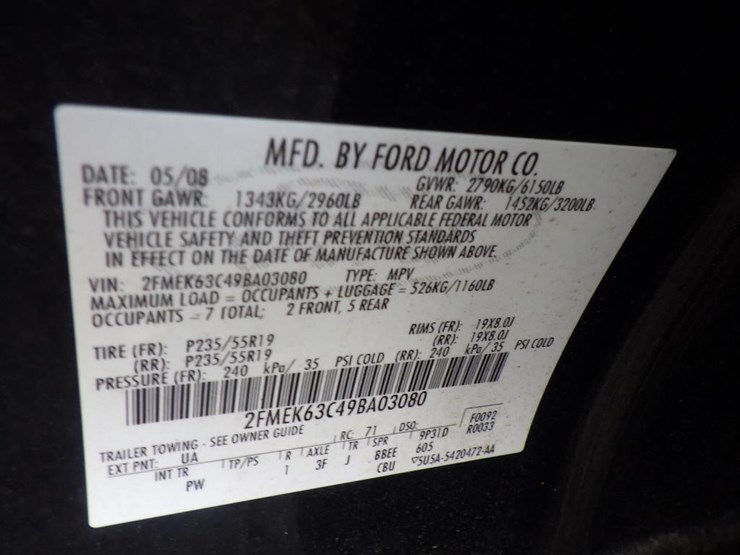 MFD. BY FORD MOTOR CO.
DATE: 05/08 GVWR: 2790KG/6150LB
FRONT GAWR: 1343KG/2960LB REAR GAWR: 1452KG/3200LB
THIS VEHICLE CONFORMS TO ALL APPLICABLE FEDERAL MOTOR
VEHICLE SAFETY AND THEFT PREVENTION STANDARDS
IN EFFECT ON THE DATE OF MANUFACTURE SHOWN ABOVE.
VIN: 2FMEK63C49BA03080 TYPE: MPV
MAXIMUM LOAD = OCCUPANTS + LUGGAGE = 526KG/1160LB
OCCUPANTS = 7 TOTAL; 2 FRONT, 5 REAR
TIRE (FR): P235/55R19 RIMS (FR): 19X8.0J
(RR): P235/55R19 (RR): 19X8.0J
PRESSURE (FR): 240 kPa/ 35 PSI COLD (RR): 240 kPa/ 35 PSI COLD
2FMEK63C49BA03080
TRAILER TOWING - SEE OWNER GUIDE F0092
EXT PNT: UA RC: 71 DSO: R0033
INT TR TP/PS R AXLE TR SPR 9P31D
PW 1 3F J BBEE 605
CBU ▽5U5A-5420472-AA